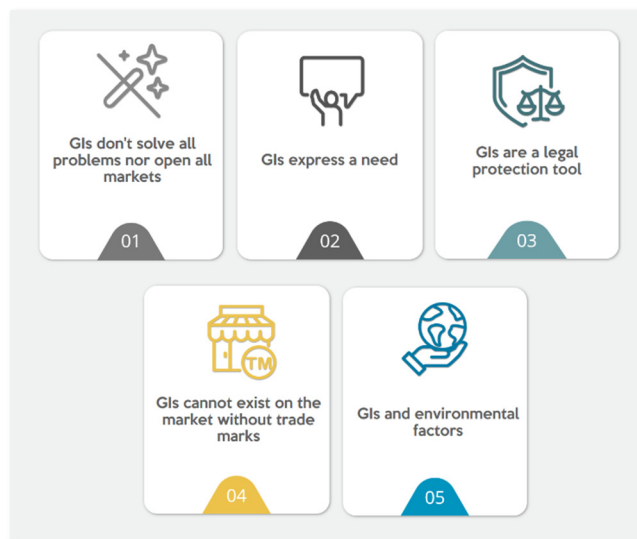 GIs don't solve all
problems nor open all
markets
01
GIs express a need
02
GIs are a legal
protection tool
03
TM
GIs cannot exist on the
market without trade
marks
04
GIs and environmental
factors
05